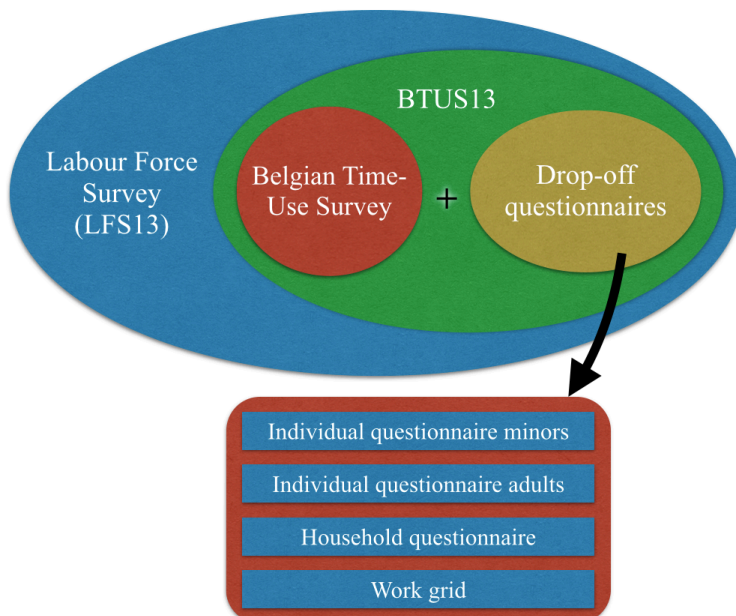 BTUS13
Labour Force
Survey
(LFS13)
Belgian Time-
Use Survey
+
Drop-off
questionnaires
Individual questionnaire minors
Individual questionnaire adults
Household questionnaire
Work grid